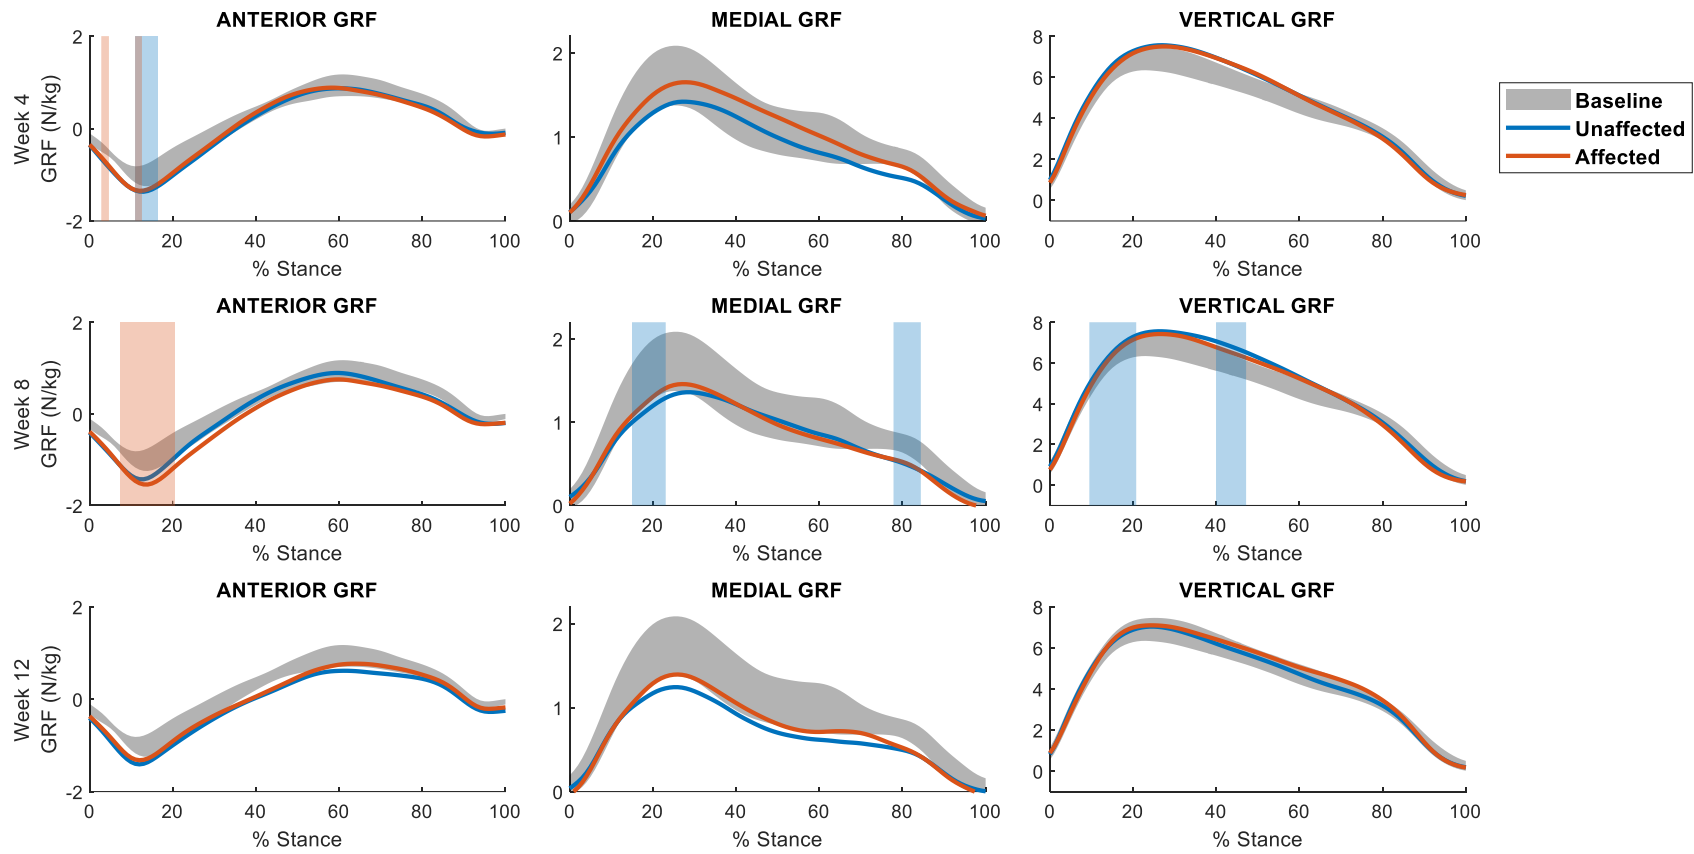 ANTERIOR GRF
MEDIAL GRF
VERTICAL GRF
Week 4
GRF (N/kg)
2
0
-2
0 20 40 60 80 100
% Stance
2
1
0
0 20 40 60 80 100
% Stance
8
6
4
2
0
0 20 40 60 80 100
% Stance
Baseline
Unaffected
Affected
ANTERIOR GRF
MEDIAL GRF
VERTICAL GRF
Week 8
GRF (N/kg)
2
0
-2
0 20 40 60 80 100
% Stance
2
1
0
0 20 40 60 80 100
% Stance
8
6
4
2
0
0 20 40 60 80 100
% Stance
ANTERIOR GRF
MEDIAL GRF
VERTICAL GRF
Week 12
GRF (N/kg)
2
0
-2
0 20 40 60 80 100
% Stance
2
1
0
0 20 40 60 80 100
% Stance
8
6
4
2
0
0 20 40 60 80 100
% Stance